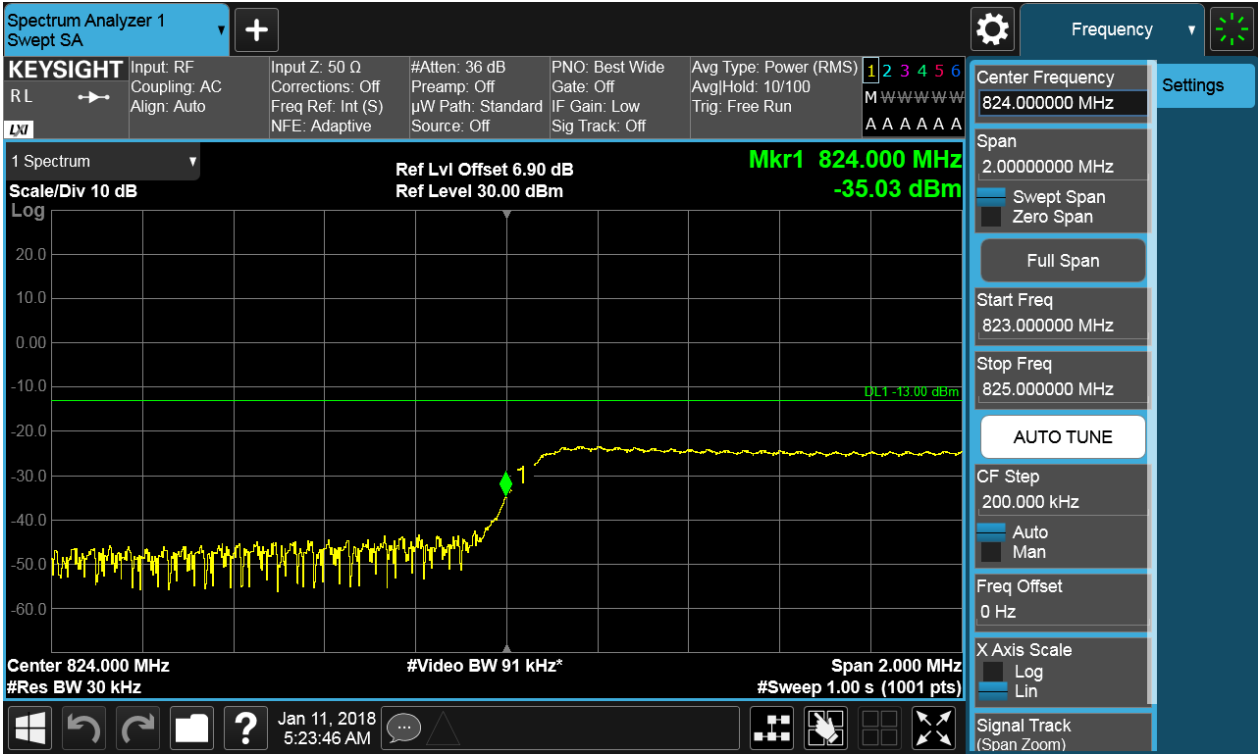 Spectrum Analyzer 1
Swept SA
+
Frequency
KEYSIGHT
RL
LXI
Input: RF
Coupling: AC
Align: Auto
Input Z: 50 Ω
Corrections: Off
Freq Ref: Int (S)
NFE: Adaptive
#Atten: 36 dB
Preamp: Off
µW Path: Standard
Source: Off
PNO: Best Wide
Gate: Off
IF Gain: Low
Sig Track: Off
Avg Type: Power (RMS)
Avg|Hold: 10/100
Trig: Free Run
1 2 3 4 5 6
M W W W W W
A A A A A A
1 Spectrum
Scale/Div 10 dB
Log
Ref Lvl Offset 6.90 dB
Ref Level 30.00 dBm
Mkr1 824.000 MHz
-35.03 dBm
20.0
10.0
0.00
-10.0
DL1 -13.00 dBm
-20.0
-30.0
1
-40.0
-50.0
-60.0
Center 824.000 MHz
#Video BW 91 kHz*
Span 2.000 MHz
#Res BW 30 kHz
#Sweep 1.00 s (1001 pts)
?
Jan 11, 2018
5:23:46 AM
Center Frequency
824.000000 MHz
Settings
Span
2.00000000 MHz
Swept Span
Zero Span
Full Span
Start Freq
823.000000 MHz
Stop Freq
825.000000 MHz
AUTO TUNE
CF Step
200.000 kHz
Auto
Man
Freq Offset
0 Hz
X Axis Scale
Log
Lin
Signal Track
(Span Zoom)